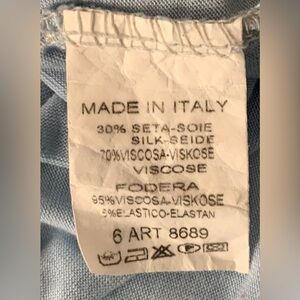 MADE IN ITALY
30% SETA-SOIE
SILK-SEIDE
70%VISCOSA-VISKOSE
VISCOSE
FODERA
95%VISCOSA-VISKOSE
5%ELASTICO-ELASTAN
6 ART 8689